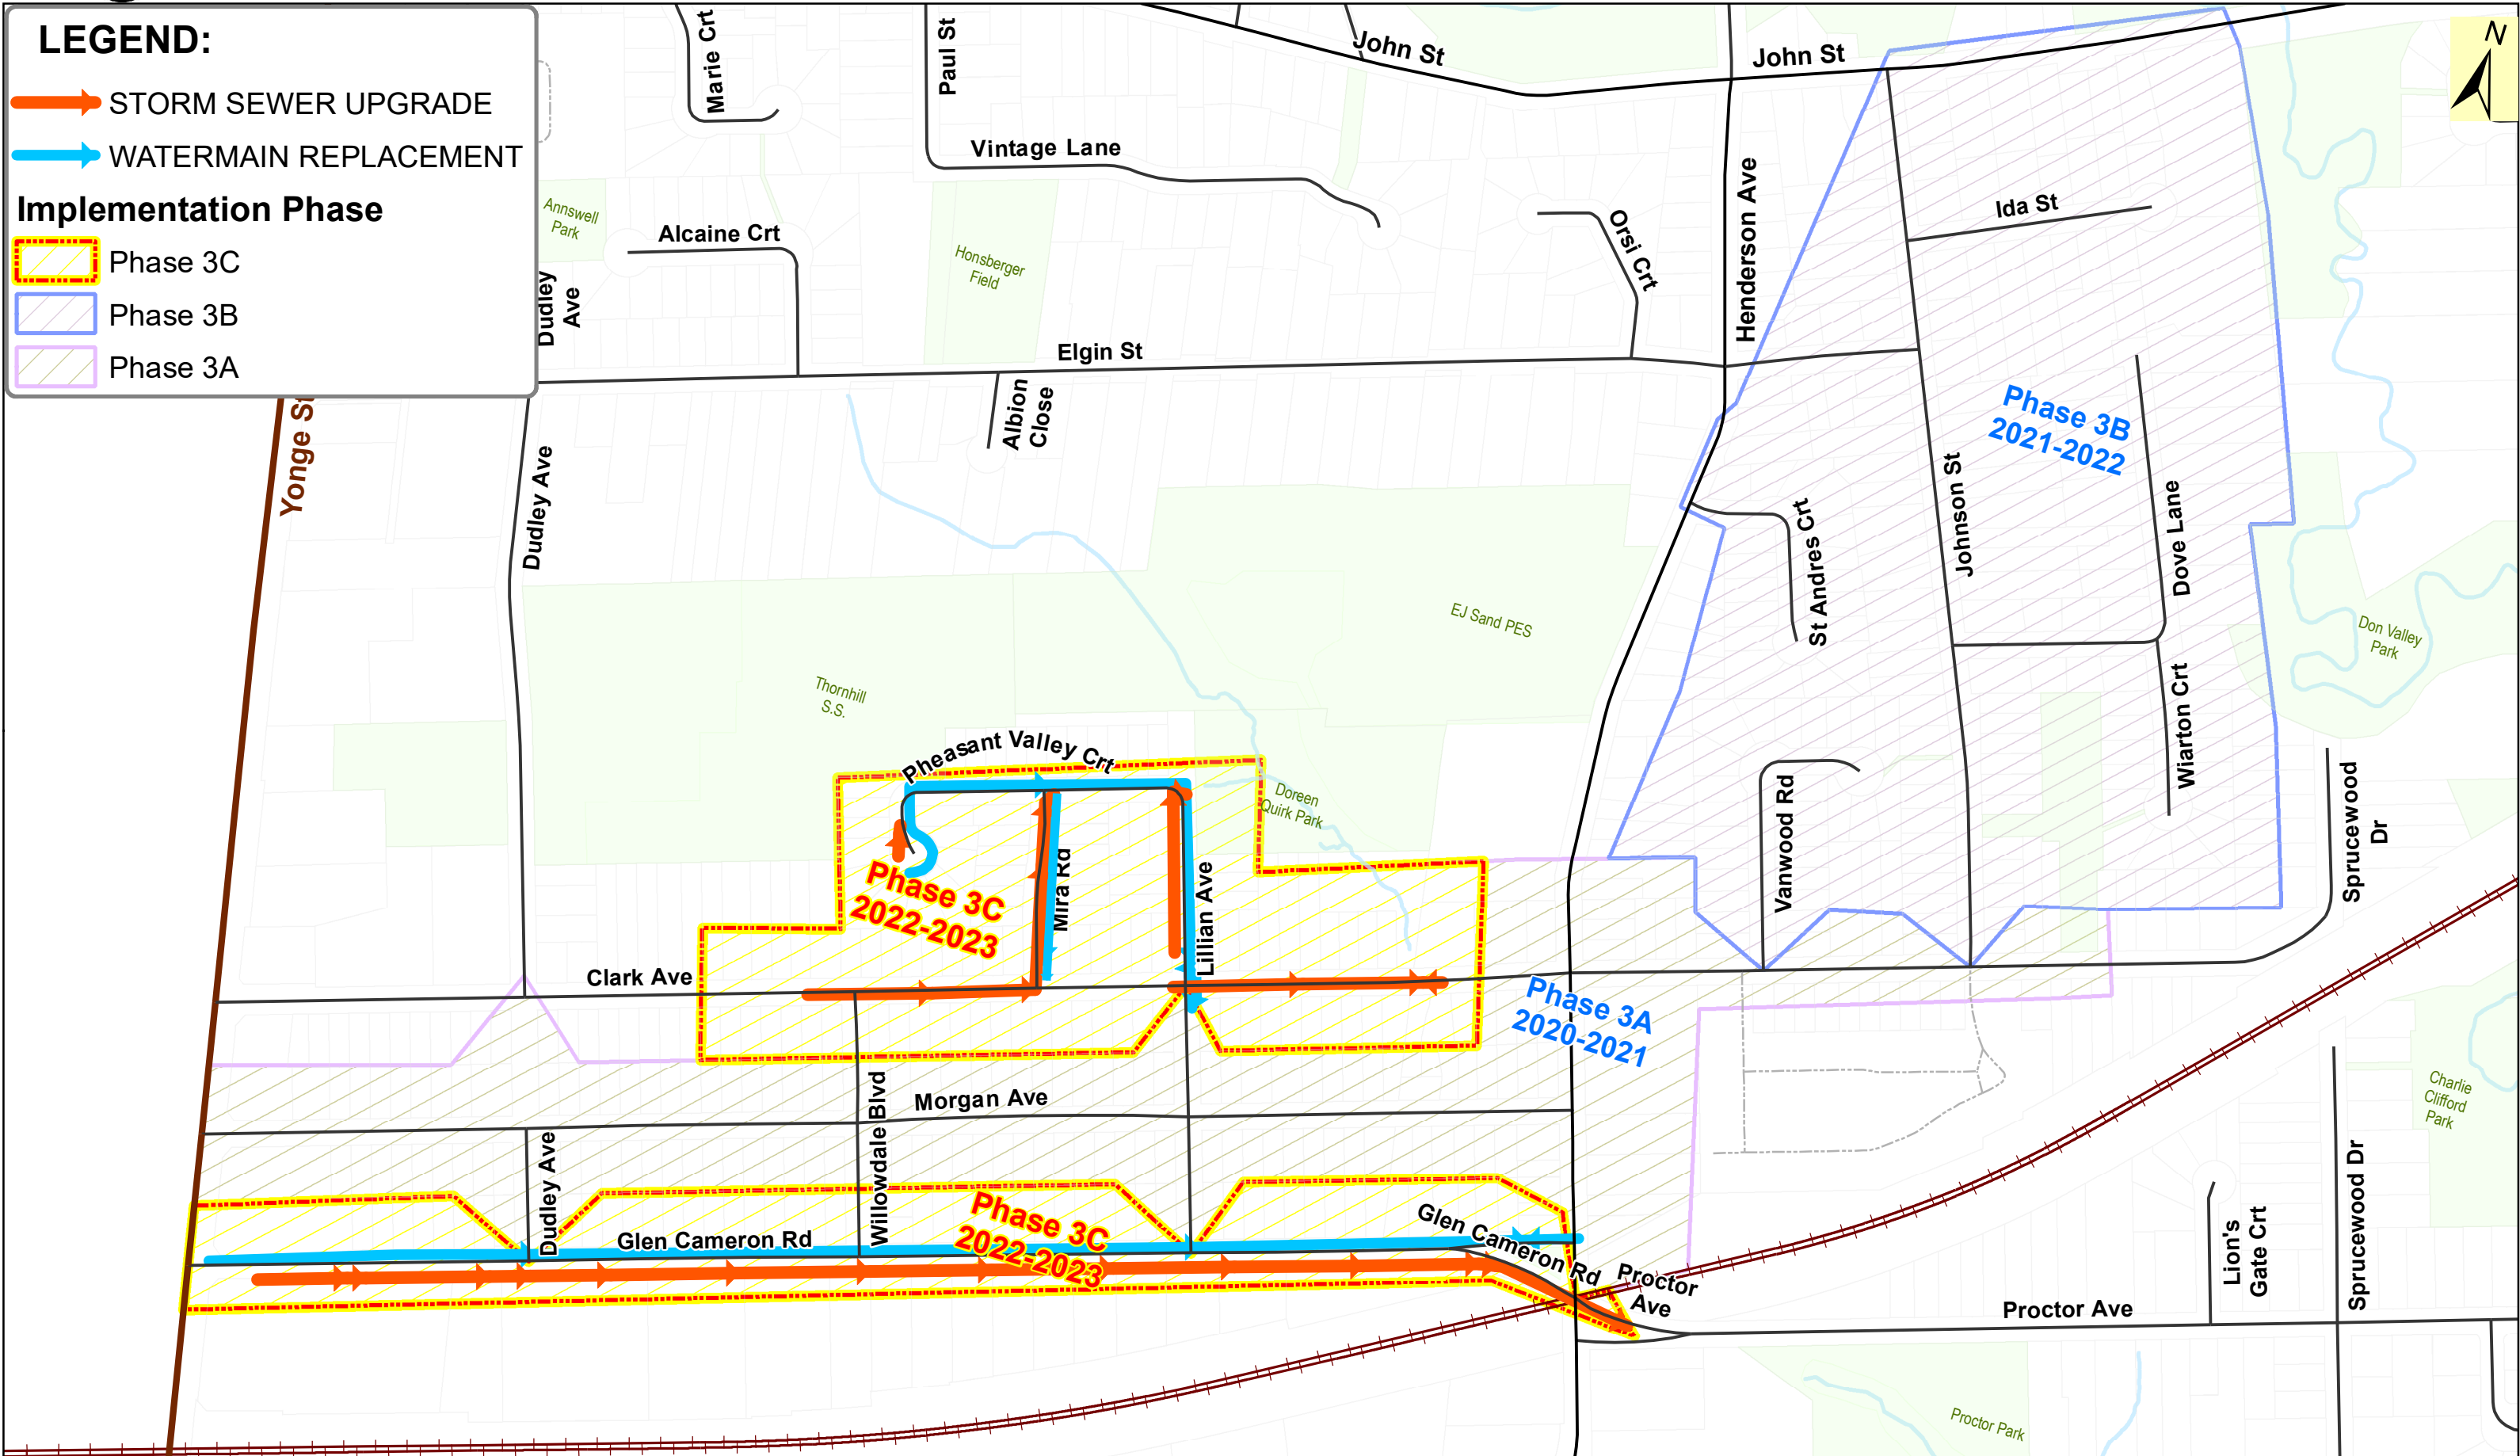 LEGEND:
STORM SEWER UPGRADE
WATERMAIN REPLACEMENT
Implementation Phase
Phase 3C
Phase 3B
Phase 3A
N
Marie Crt
Paul St
John St
John St
Vintage Lane
Annswell
Park
Alcaine Crt
Honsberger
Field
Orsi Crt
Henderson Ave
Ida St
Dudley
Ave
Elgin St
Albion
Close
Yonge St
Dudley Ave
Phase 3B
2021-2022
Johnson St
Dove Lane
St Andres Crt
EJ Sand PES
Don Valley
Park
Thornhill
S.S.
Wiarton Crt
Pheasant Valley Crt
Doreen
Quirk Park
Vanwood Rd
Sprucewood
Dr
Mira Rd
Lillian Ave
Phase 3C
2022-2023
Clark Ave
Phase 3A
2020-2021
Willowdale Blvd
Morgan Ave
Charlie
Clifford
Park
Dudley Ave
Glen Cameron Rd
Phase 3C
2022-2023
Glen Cameron Rd
Proctor
Ave
Lion's
Gate Crt
Sprucewood Dr
Proctor Ave
Proctor Park